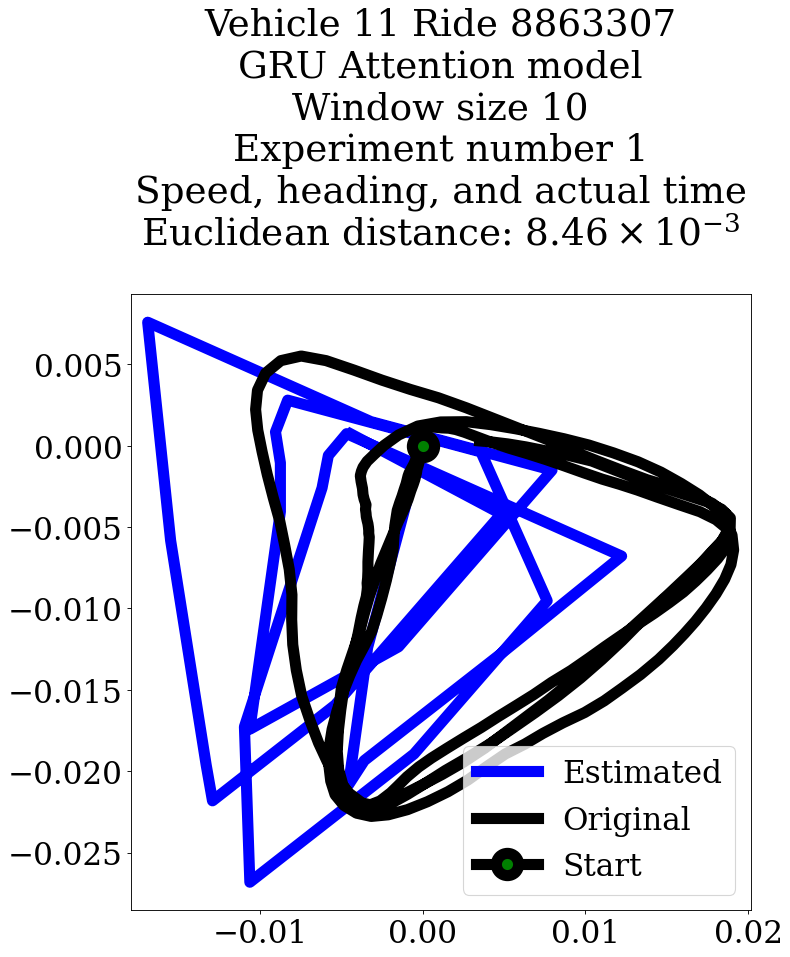 Vehicle 11 Ride 8863307
GRU Attention model
Window size 10
Experiment number 1
Speed, heading, and actual time
Euclidean distance: 8.46 × 10⁻³
0.005
0.000
−0.005
−0.010
−0.015
−0.020
−0.025
Estimated
Original
Start
−0.01 0.00 0.01 0.02